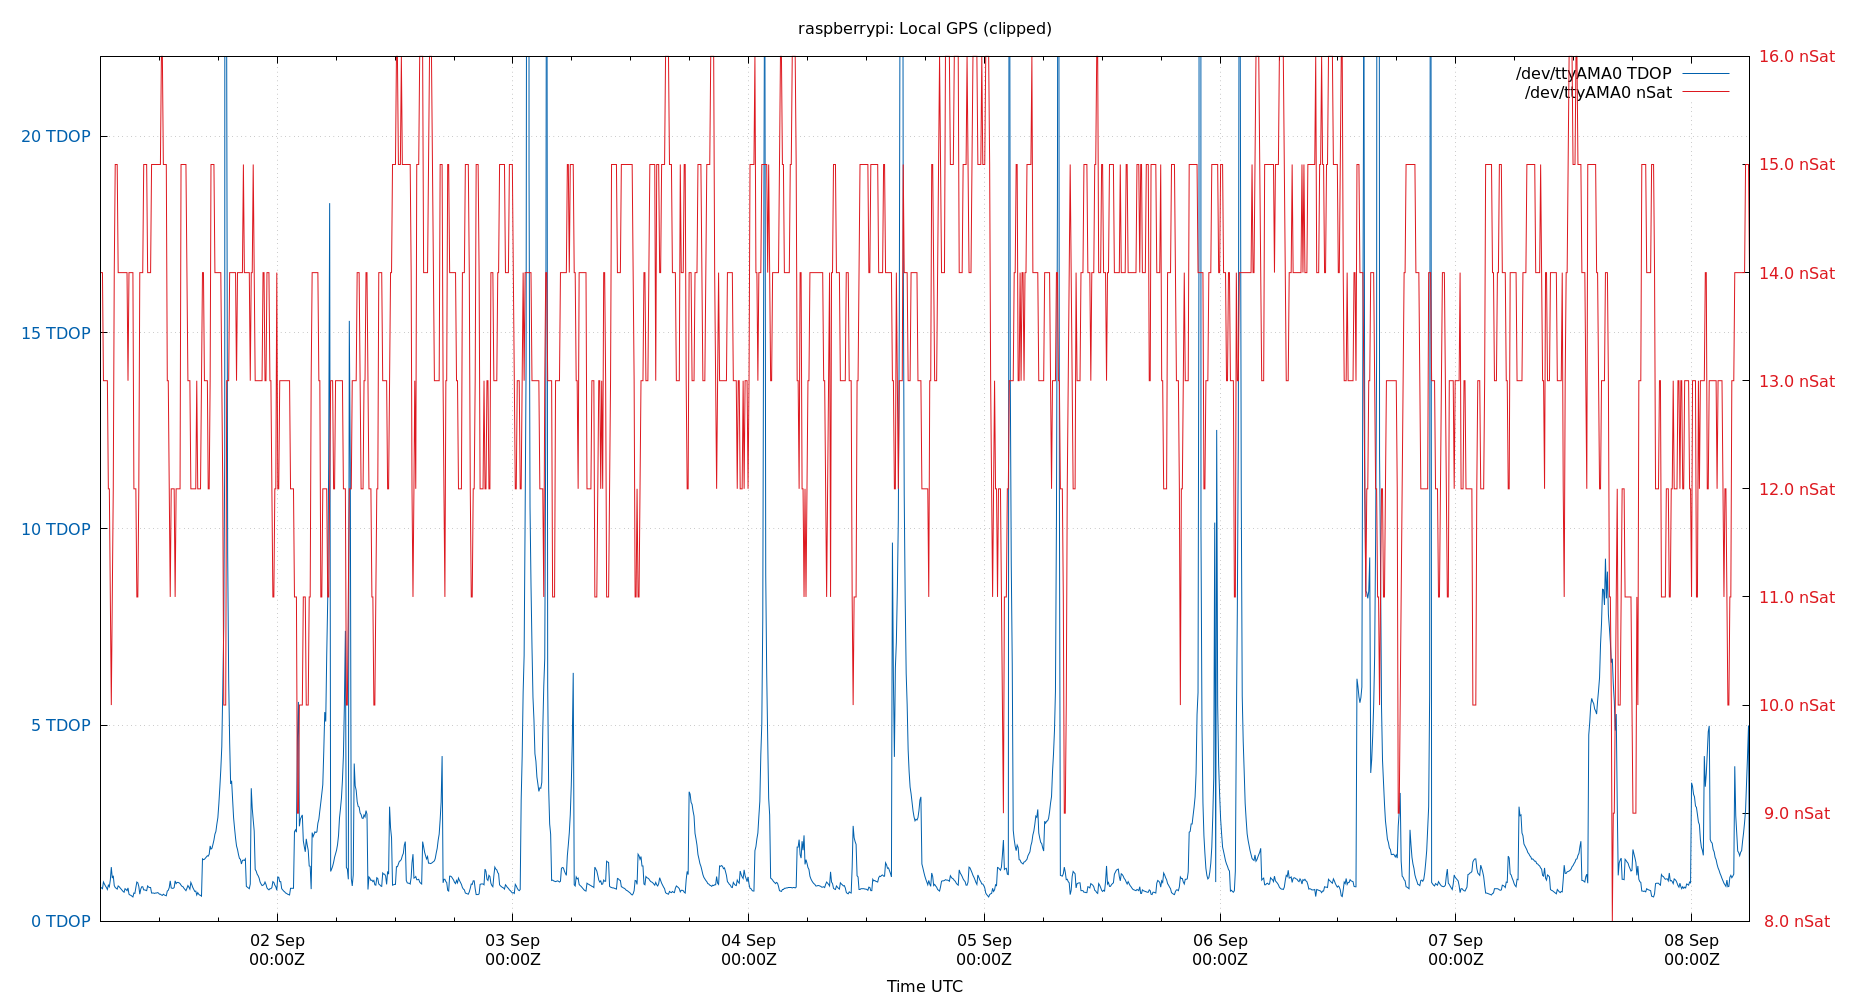 raspberrypi: Local GPS (clipped)
/dev/ttyAMA0 TDOP
/dev/ttyAMA0 nSat
20 TDOP
15 TDOP
10 TDOP
5 TDOP
0 TDOP
16.0 nSat
15.0 nSat
14.0 nSat
13.0 nSat
12.0 nSat
11.0 nSat
10.0 nSat
9.0 nSat
8.0 nSat
02 Sep
00:00Z
03 Sep
00:00Z
04 Sep
00:00Z
05 Sep
00:00Z
06 Sep
00:00Z
07 Sep
00:00Z
08 Sep
00:00Z
Time UTC